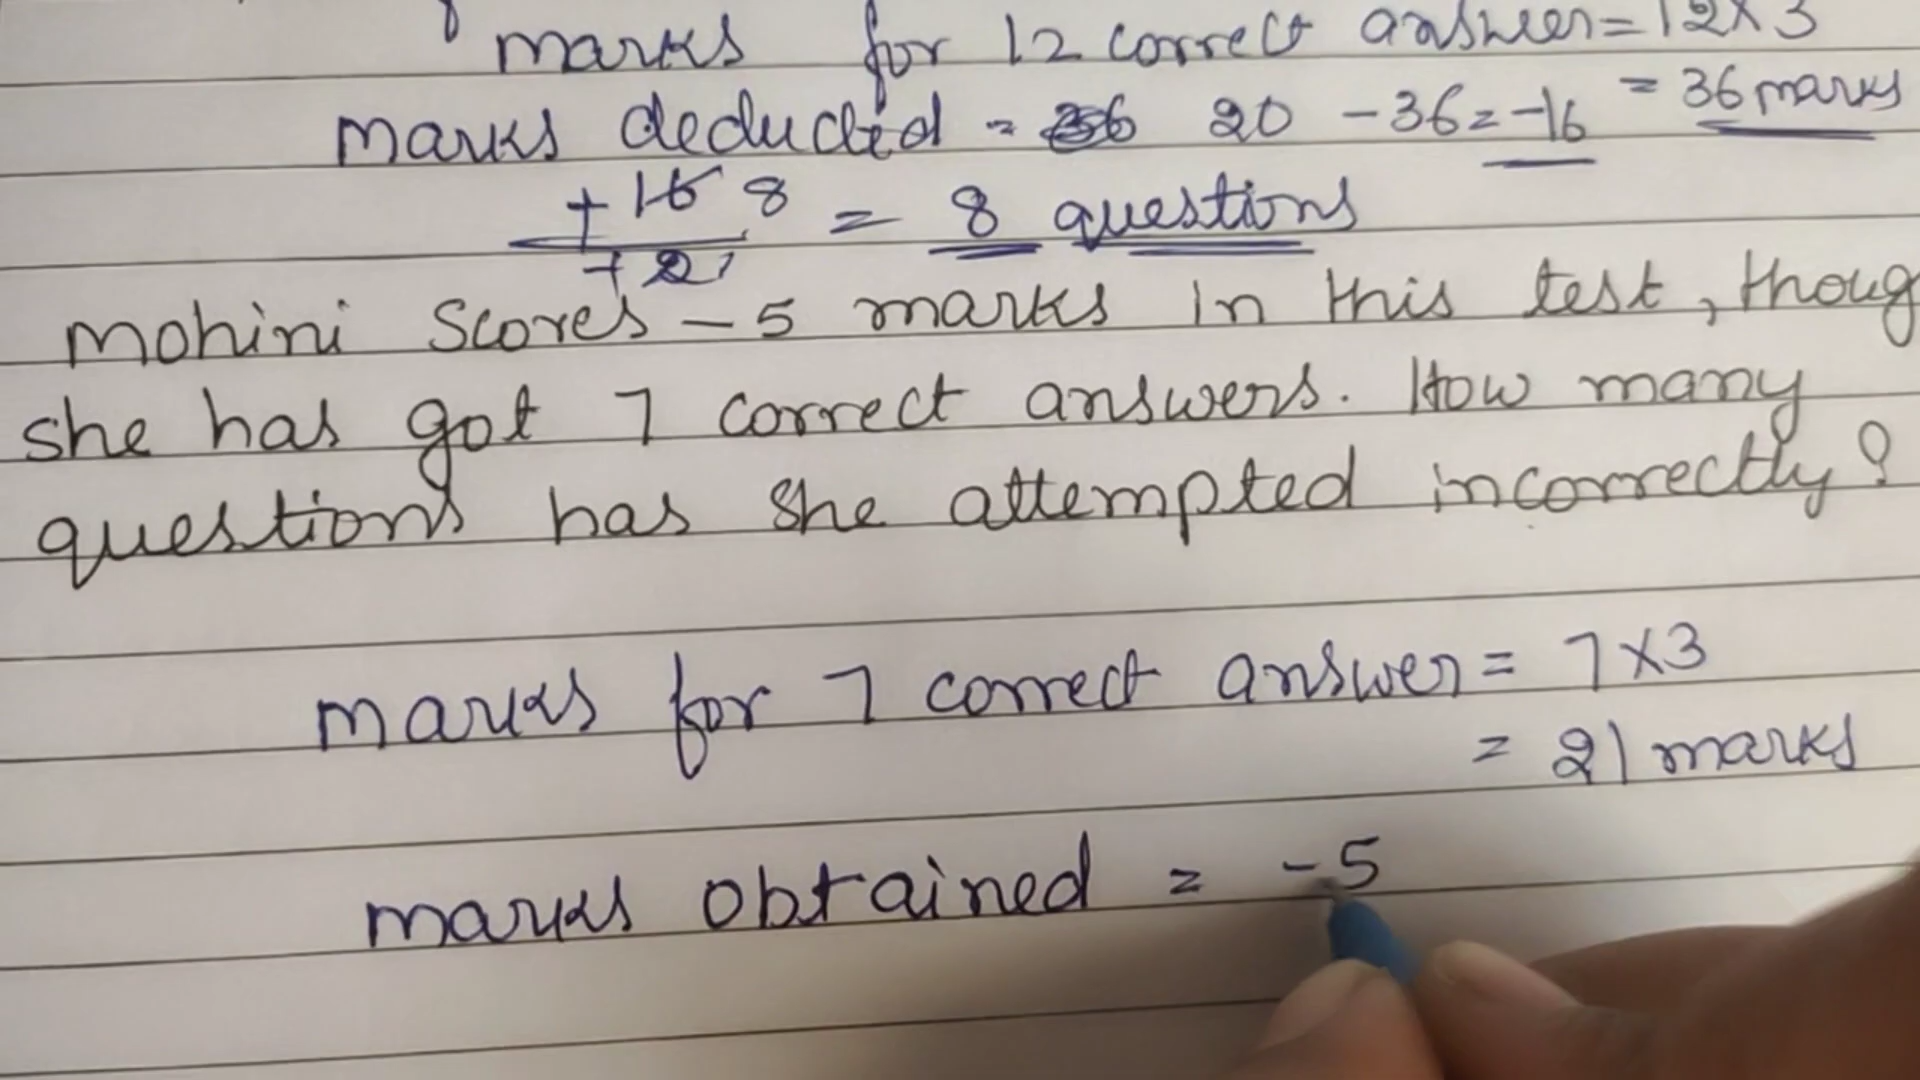 marks for 12 correct answer = 12 x 3
= 36 marks
marks deducted = 20 - 36 = -16
+16 8 = 8 questions
+2
Mohini scores -5 marks in this test, thoug
she has got 7 correct answers. How many
questions has she attempted incorrectly?
marks for 7 correct answer = 7 x 3
= 21 marks
marks obtained = -5